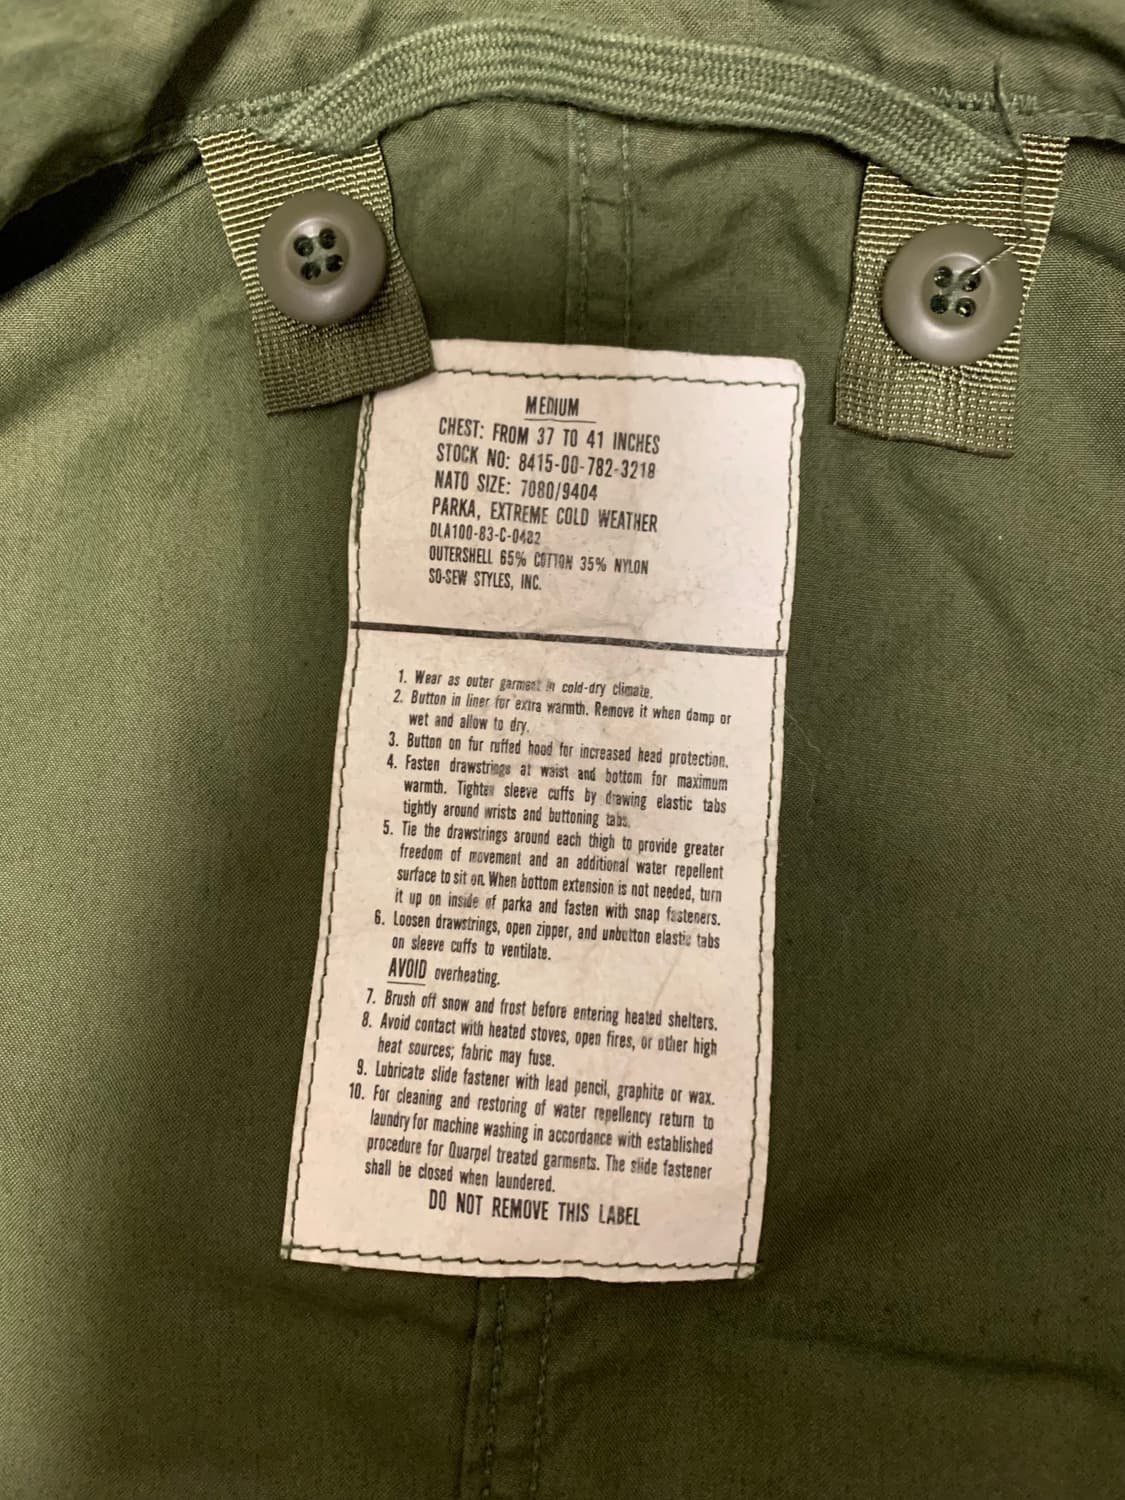 MEDIUM
CHEST: FROM 37 TO 41 INCHES
STOCK NO: 8415-00-782-3218
NATO SIZE: 7080/9404
PARKA, EXTREME COLD WEATHER
DLA100-83-C-0432
OUTERSHELL 65% COTTON 35% NYLON
SO-SEW STYLES, INC.
1. Wear as outer garment in cold-dry climate.
2. Button in liner for extra warmth. Remove it when damp or
wet and allow to dry.
3. Button on fur ruffed hood for increased head protection.
4. Fasten drawstrings at waist and bottom for maximum
warmth. Tighten sleeve cuffs by drawing elastic tabs
tightly around wrists and buttoning tabs.
5. Tie the drawstrings around each thigh to provide greater
freedom of movement and an additional water repellent
surface to sit on. When bottom extension is not needed, turn
it up on inside of parka and fasten with snap fasteners.
6. Loosen drawstrings, open zipper, and unbutton elastic tabs
on sleeve cuffs to ventilate.
AVOID overheating.
7. Brush off snow and frost before entering heated shelters.
8. Avoid contact with heated stoves, open fires, or other high
heat sources; fabric may fuse.
9. Lubricate slide fastener with lead pencil, graphite or wax.
10. For cleaning and restoring of water repellency return to
laundry for machine washing in accordance with established
procedure for Quarpel treated garments. The slide fastener
shall be closed when laundered.
DO NOT REMOVE THIS LABEL